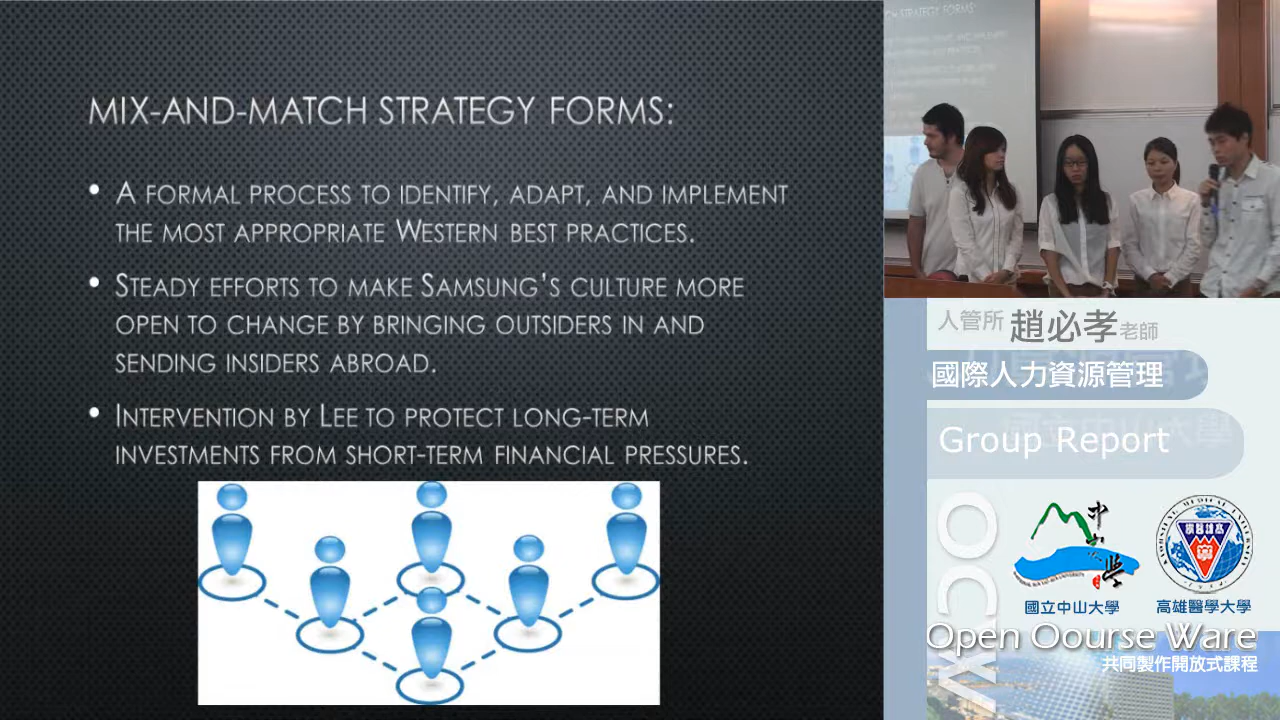 MIX-AND-MATCH STRATEGY FORMS:
• A FORMAL PROCESS TO IDENTIFY, ADAPT, AND IMPLEMENT
THE MOST APPROPRIATE WESTERN BEST PRACTICES.
• STEADY EFFORTS TO MAKE SAMSUNG'S CULTURE MORE
OPEN TO CHANGE BY BRINGING OUTSIDERS IN AND
SENDING INSIDERS ABROAD.
• INTERVENTION BY LEE TO PROTECT LONG-TERM
INVESTMENTS FROM SHORT-TERM FINANCIAL PRESSURES.
人管所 趙必孝老師
國際人力資源管理
Group Report
OCW
中山大學
國立中山大學
高雄醫學大學
Open Oourse Ware
共同製作開放式課程